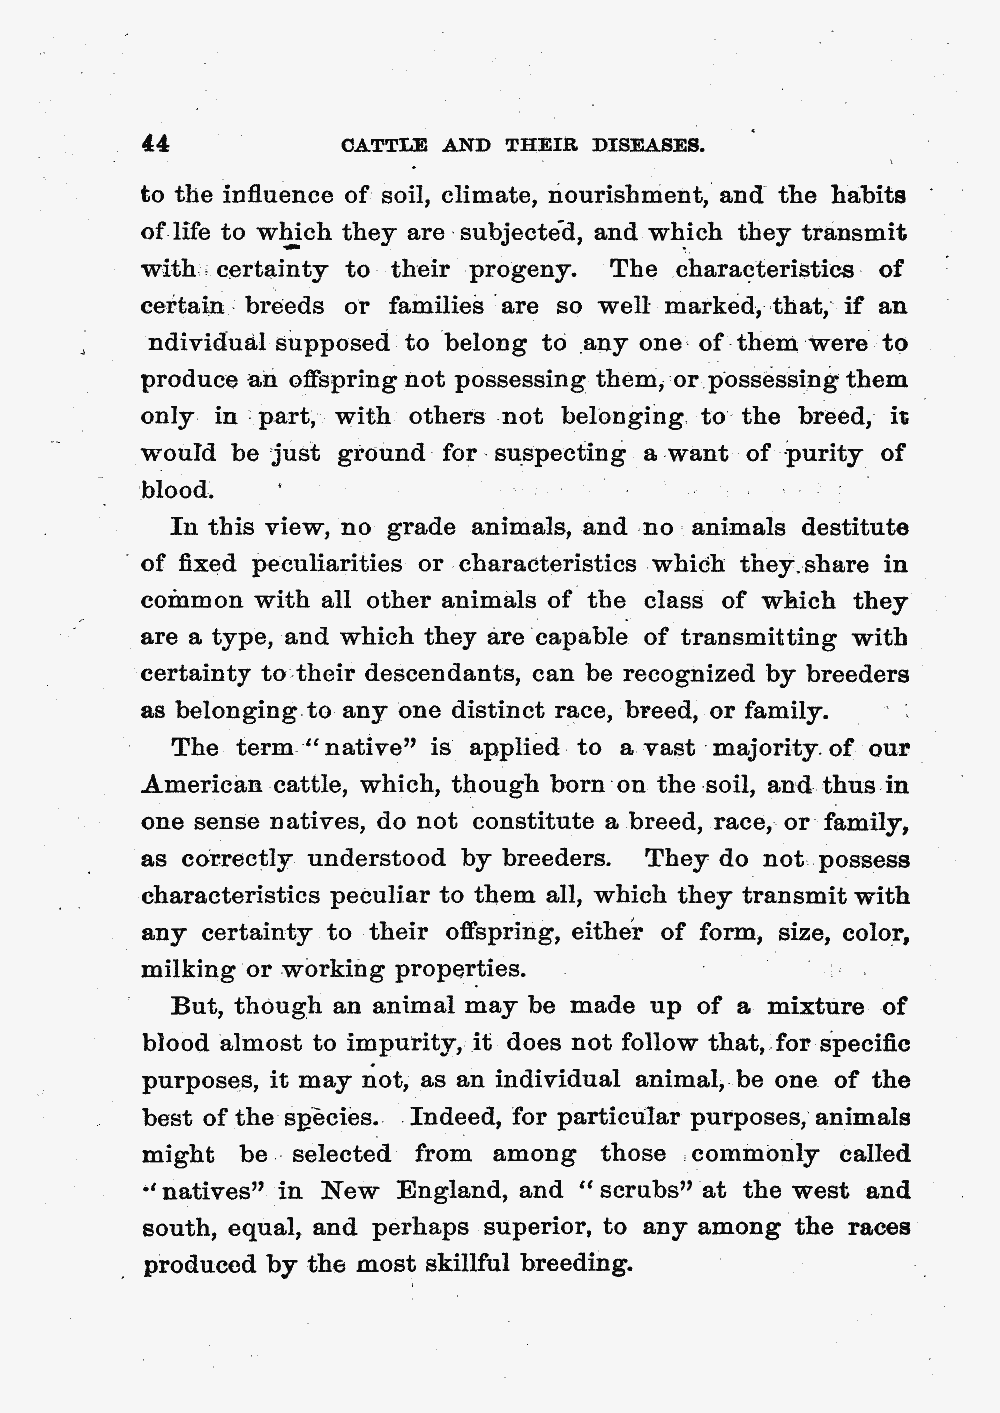 44 CATTLE AND THEIR DISEASES.
to the influence of soil, climate, nourishment, and the habits
of life to which they are subjected, and which they transmit
with certainty to their progeny. The characteristics of
certain breeds or families are so well marked, that, if an
ndividual supposed to belong to any one of them were to
produce an offspring not possessing them, or possessing them
only in part, with others not belonging to the breed, it
would be just ground for suspecting a want of purity of
blood.
In this view, no grade animals, and no animals destitute
of fixed peculiarities or characteristics which they share in
common with all other animals of the class of which they
are a type, and which they are capable of transmitting with
certainty to their descendants, can be recognized by breeders
as belonging to any one distinct race, breed, or family.
The term “native” is applied to a vast majority of our
American cattle, which, though born on the soil, and thus in
one sense natives, do not constitute a breed, race, or family,
as correctly understood by breeders. They do not possess
characteristics peculiar to them all, which they transmit with
any certainty to their offspring, either of form, size, color,
milking or working properties.
But, though an animal may be made up of a mixture of
blood almost to impurity, it does not follow that, for specific
purposes, it may not, as an individual animal, be one of the
best of the species. Indeed, for particular purposes, animals
might be selected from among those commonly called
“natives” in New England, and “scrubs” at the west and
south, equal, and perhaps superior, to any among the races
produced by the most skillful breeding.